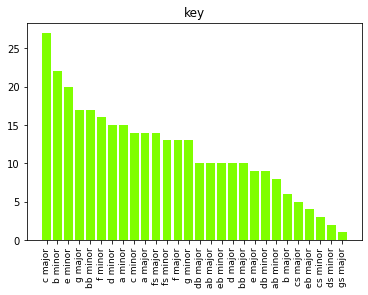 key
25
20
15
10
5
0
c major
b minor
e minor
g major
bb minor
f minor
d minor
a minor
c minor
a major
fs major
fs minor
f major
g minor
db major
ab major
eb minor
d major
bb major
e major
db minor
ab minor
b major
cs major
eb major
cs minor
ds minor
gs major